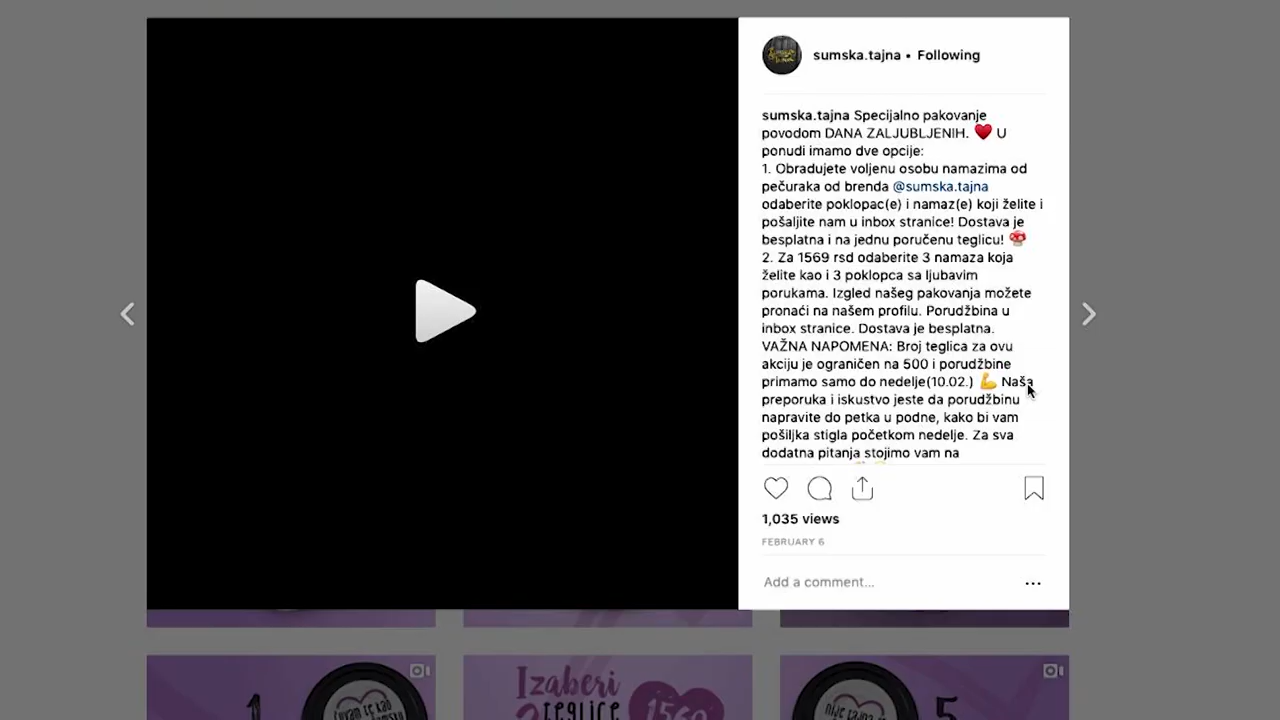 sumska.tajna • Following
sumska.tajna Specijalno pakovanje
povodom DANA ZALJUBLJENIH. ❤️ U
ponudi imamo dve opcije:
1. Obradujete voljenu osobu namazima od
pečuraka od brenda @sumska.tajna
odaberite poklopac(e) i namaz(e) koji želite i
pošaljite nam u inbox stranice! Dostava je
besplatna i na jednu poručenu teglicu! 🍄
2. Za 1569 rsd odaberite 3 namaza koja
želite kao i 3 poklopca sa ljubavim
porukama. Izgled našeg pakovanja možete
pronaći na našem profilu. Porudžbina u
inbox stranice. Dostava je besplatna.
VAŽNA NAPOMENA: Broj teglica za ovu
akciju je ograničen na 500 i porudžbine
primamo samo do nedelje(10.02.) 💪 Naša
preporuka i iskustvo jeste da porudžbinu
napravite do petka u podne, kako bi vam
pošiljka stigla početkom nedelje. Za sva
dodatna pitanja stojimo vam na
1,035 views
FEBRUARY 6
Add a comment...
1
Izaberi
teglice
1569
5